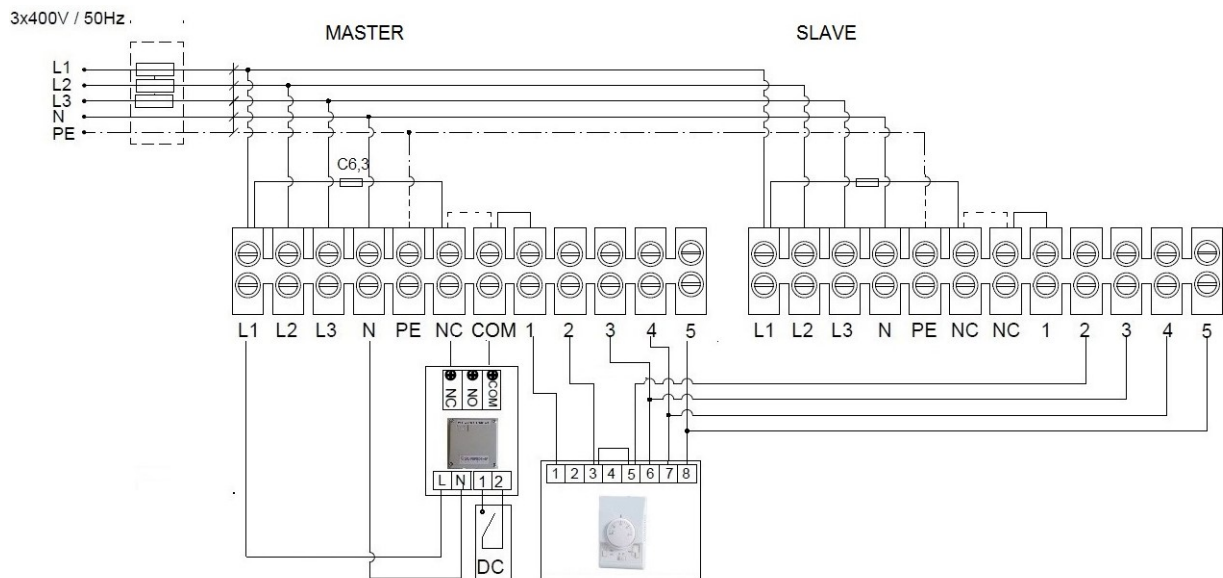 3x400V / 50Hz
MASTER
SLAVE
L1
L2
L3
N
PE
C6,3
L1 L2 L3 N PE NC COM 1 2 3 4 5
L1 L2 L3 N PE NC NC 1 2 3 4 5
NC NO COM
L N 1 2
DC
1 2 3 4 5 6 7 8